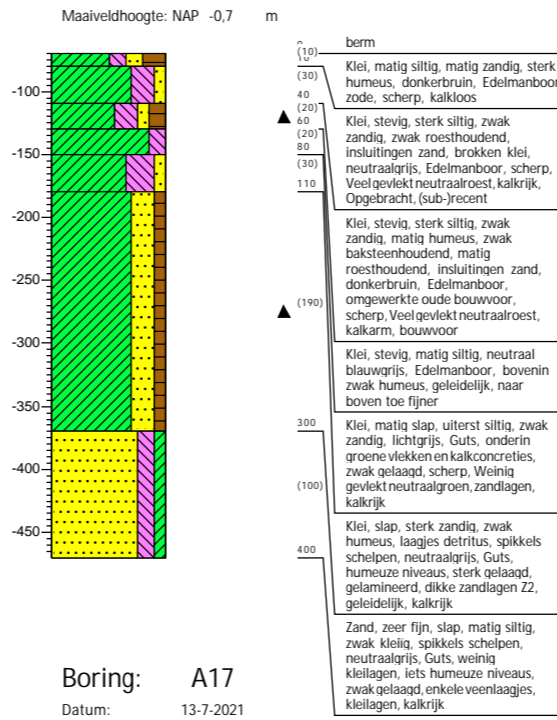 Maaiveldhoogte: NAP -0,7 m
-100
-150
-200
-250
-300
-350
-400
-450
(10)
(30)
40
(20)
60
(20)
80
(30)
110
(190)
300
(100)
400
berm
Klei, matig siltig, matig zandig, sterk
humeus, donkerbruin, Edelmanboor,
zode, scherp, kalkloos
Klei, stevig, sterk siltig, zwak
zandig, zwak roesthoudend,
insluitingen zand, brokken klei,
neutraalgrijs, Edelmanboor, scherp,
Veel gevlekt neutraalroest, kalkrijk,
Opgebracht, (sub-)recent
Klei, stevig, sterk siltig, zwak
zandig, matig humeus, zwak
baksteenhoudend, matig
roesthoudend, insluitingen zand,
donkerbruin, Edelmanboor,
omgewerkte oude bouwvoor,
scherp, Veel gevlekt neutraalroest,
kalkarm, bouwvoor
Klei, stevig, matig siltig, neutraal
blauwgrijs, Edelmanboor, bovenin
zwak humeus, geleidelijk, naar
boven toe fijner
Klei, matig slap, uiterst siltig, zwak
zandig, lichtgrijs, Guts, onderin
groene vlekken en kalkconcreties,
zwak gelaagd, scherp, Weinig
gevlekt neutraalgroen, zandlagen,
kalkrijk
Klei, slap, sterk zandig, zwak
humeus, laagjes detritus, spikkels
schelpen, neutraalgrijs, Guts,
humeuze niveaus, sterk gelaagd,
gelamineerd, dikke zandlagen Z2,
geleidelijk, kalkrijk
Zand, zeer fijn, slap, matig siltig,
zwak kleiïg, spikkels schelpen,
neutraalgrijs, Guts, weinig
kleilagen, iets humeuze niveaus,
zwak gelaagd, enkele veenlaagjes,
kleilagen, kalkrijk
Boring: A17
Datum: 13-7-2021